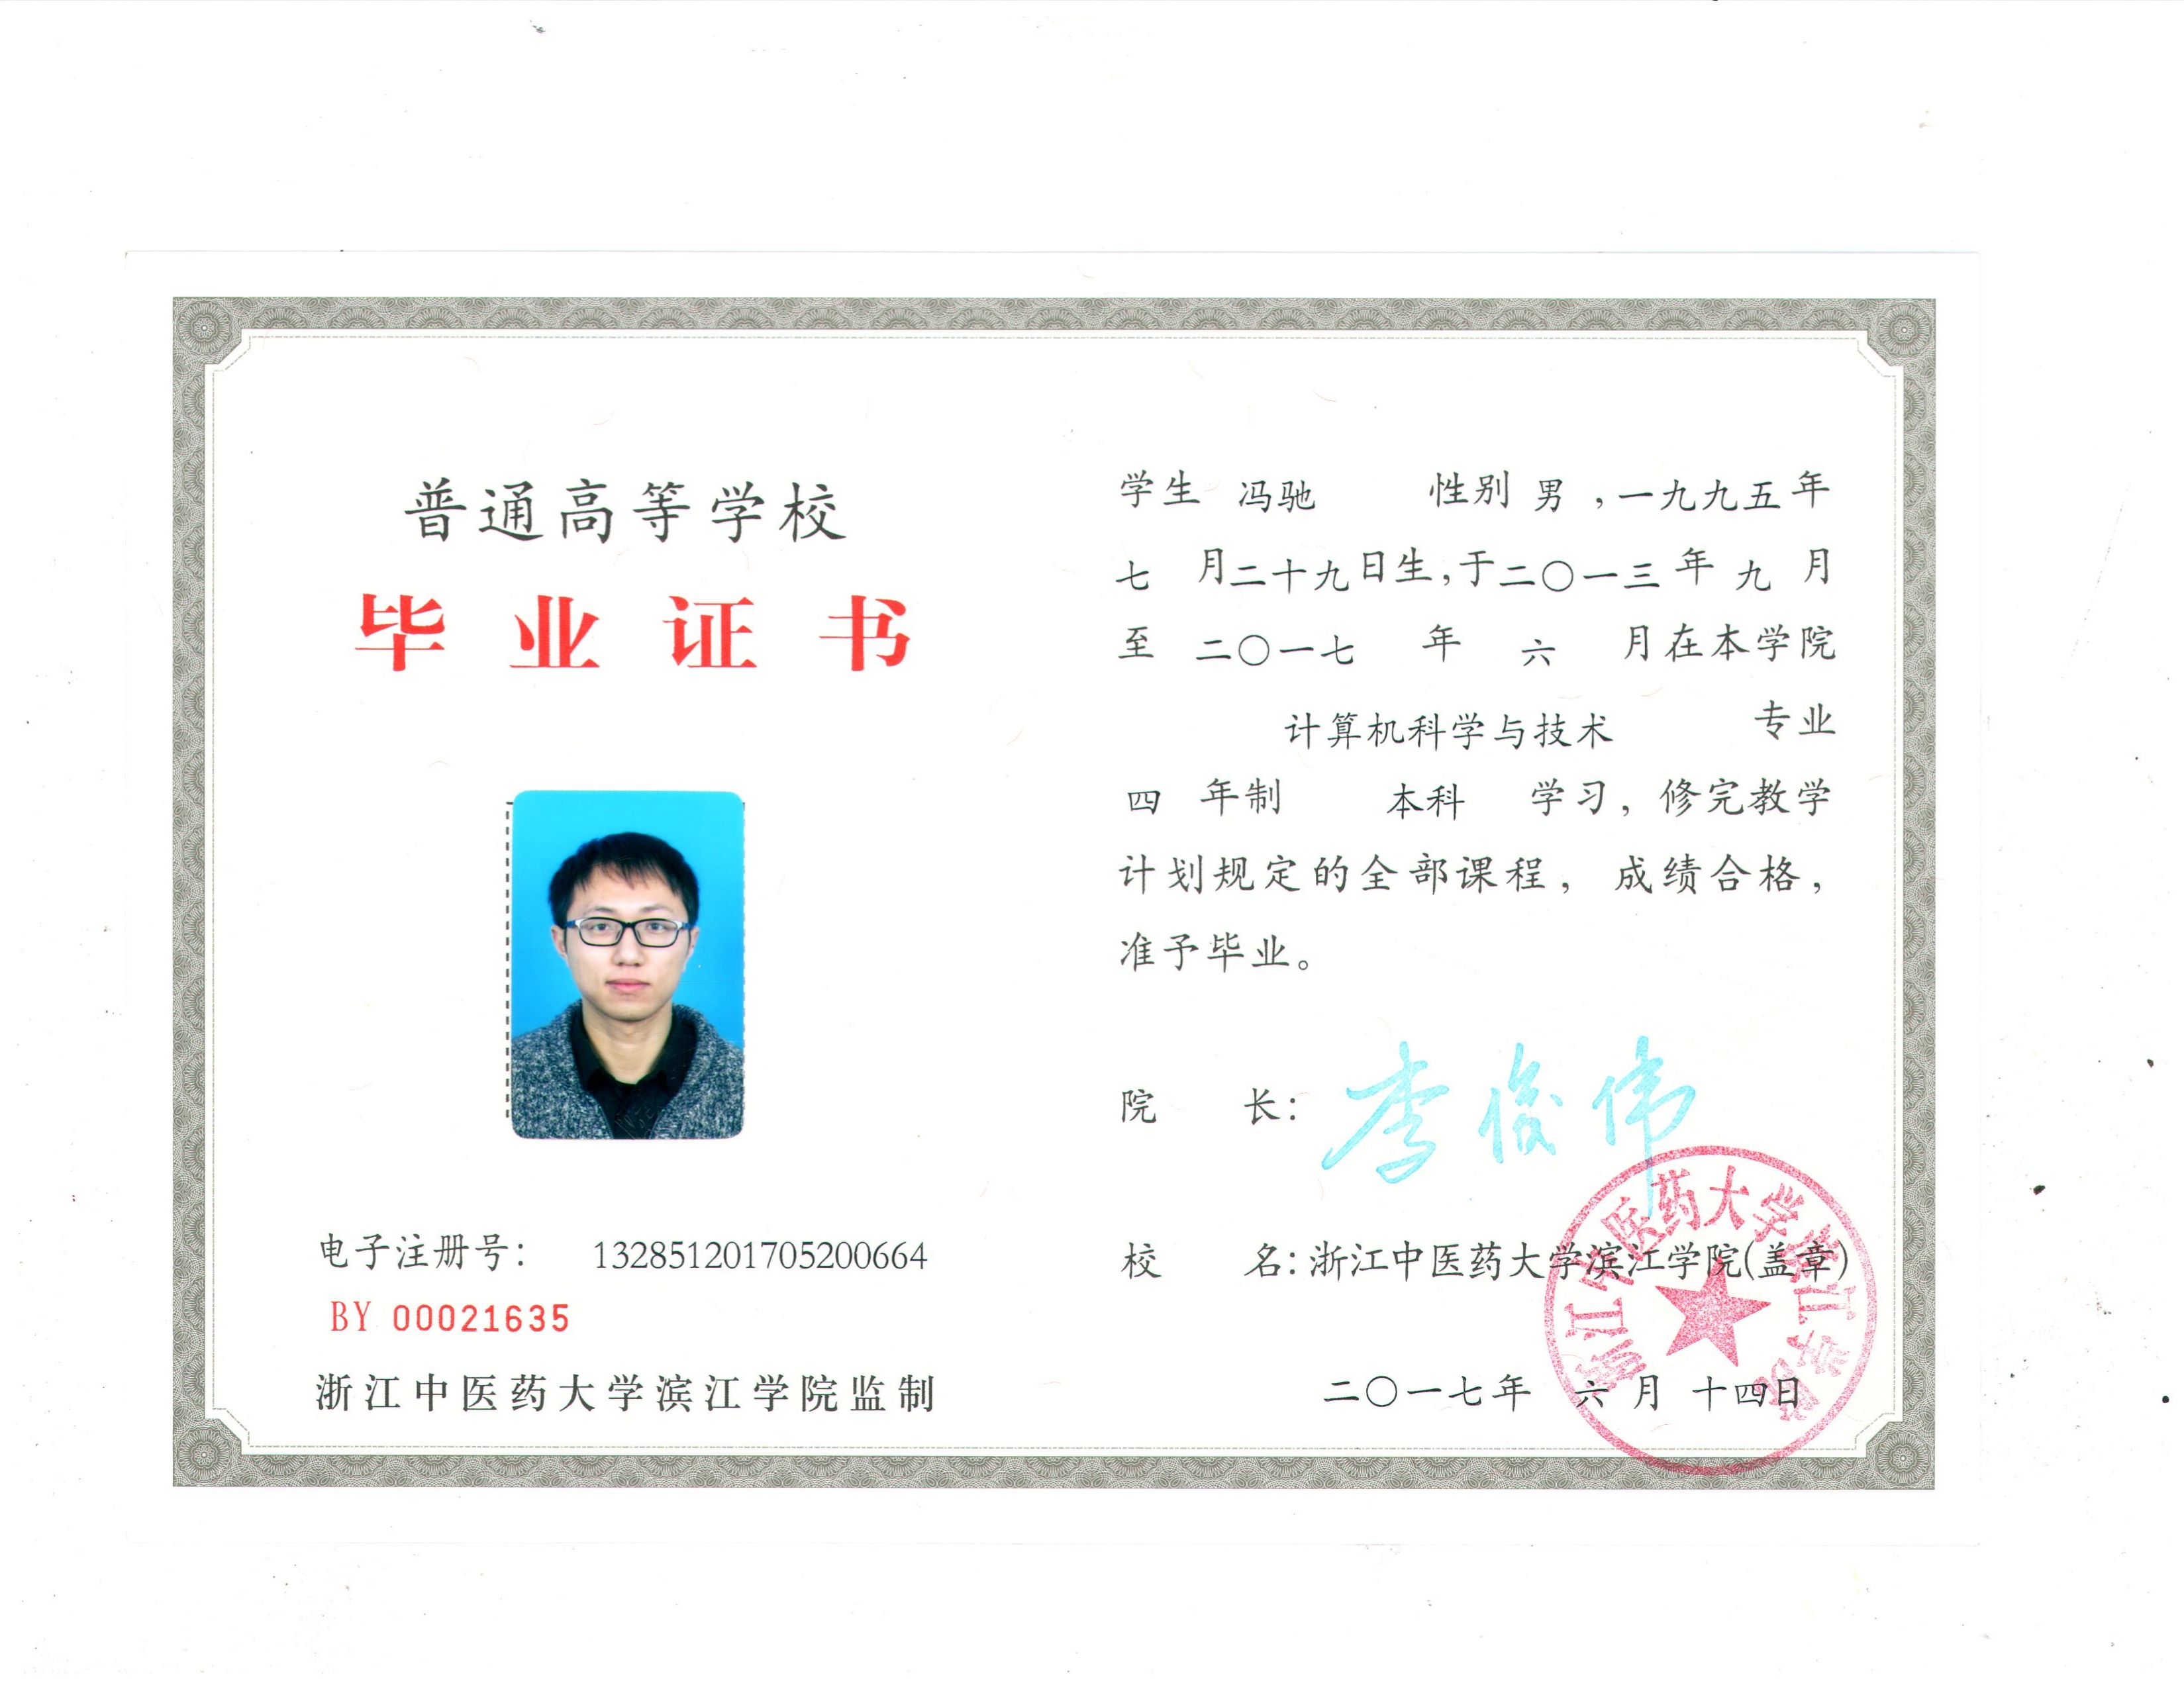 普通高等学校
毕业证书
电子注册号： 132851201705200664
BY 00021635
浙江中医药大学滨江学院监制
学生 冯驰 性别 男 ，一九九五年
七 月二十九日生，于二〇一三年 九 月
至 二〇一七 年 六 月在本学院
计算机科学与技术 专业
四 年制 本科 学习，修完教学
计划规定的全部课程，成绩合格，
准予毕业。
院 长：李俊伟
校 名：浙江中医药大学滨江学院(盖章)
二〇一七年 六月 十四日
浙江中医药大学滨江学院